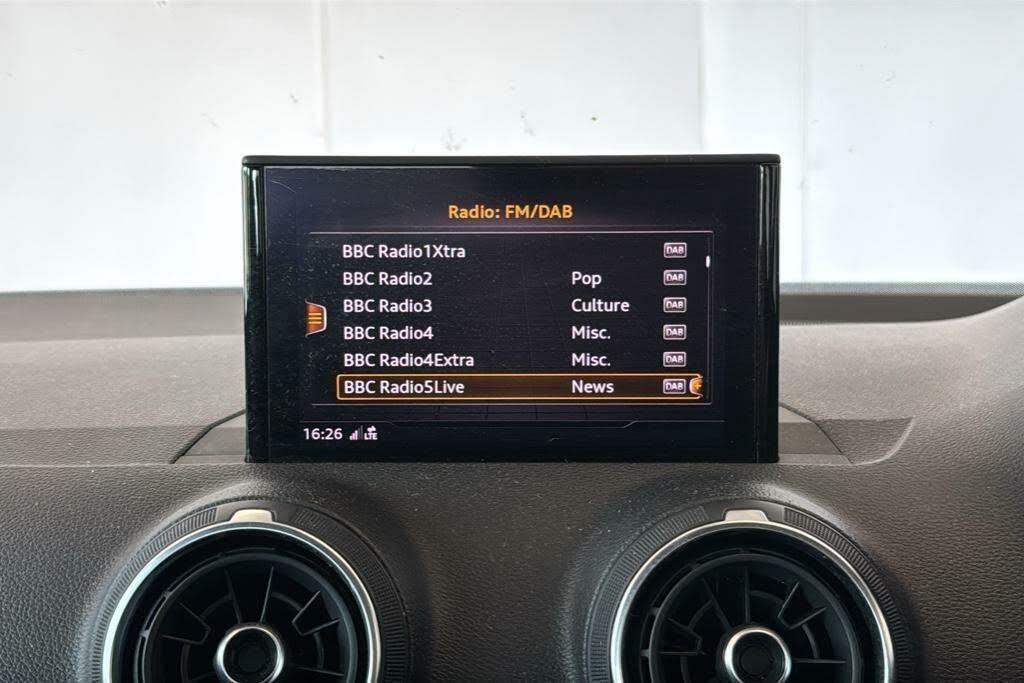 Radio: FM/DAB
BBC Radio1Xtra DAB
BBC Radio2 Pop DAB
BBC Radio3 Culture DAB
BBC Radio4 Misc. DAB
BBC Radio4Extra Misc. DAB
BBC Radio5Live News DAB
16:26 LTE